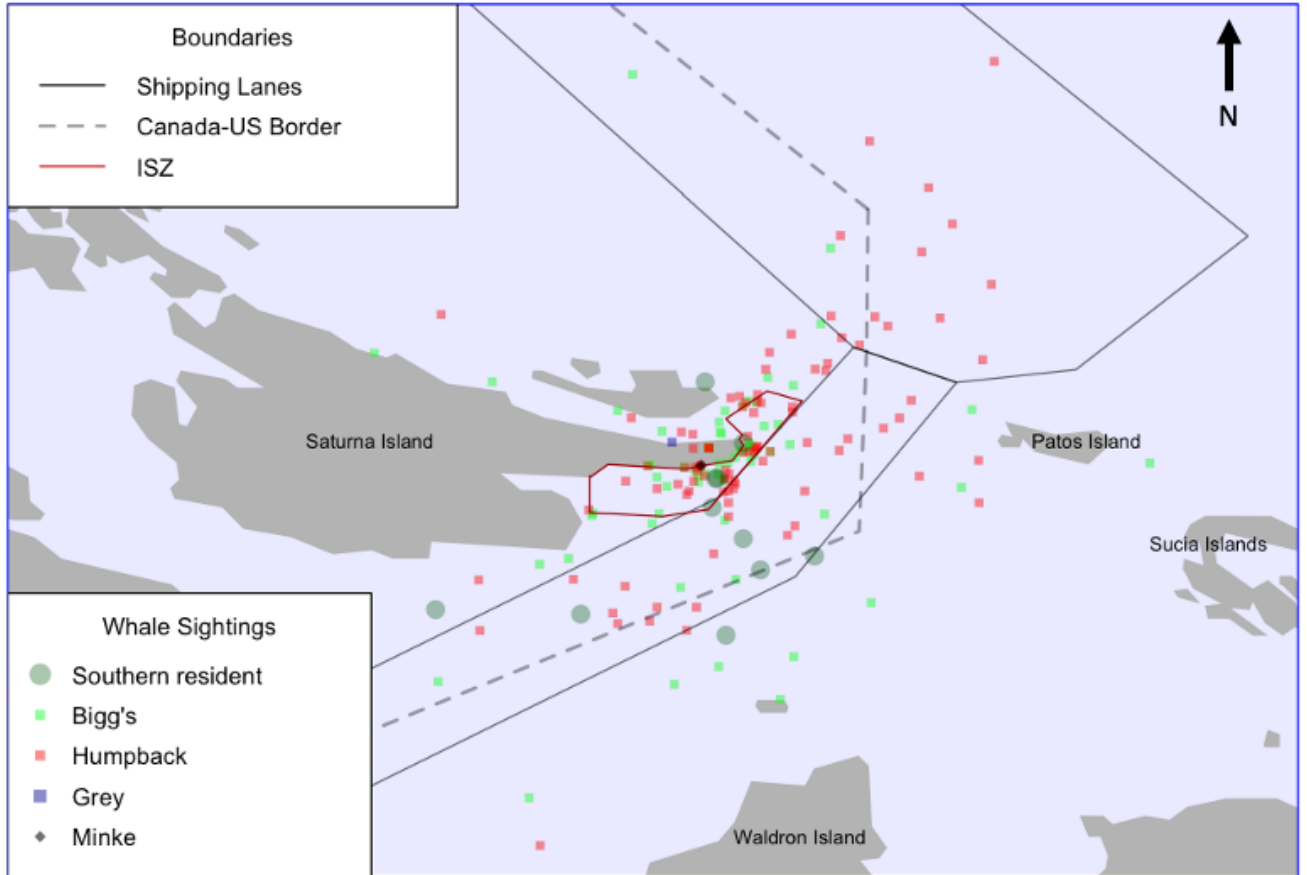 Boundaries
Shipping Lanes
Canada-US Border
ISZ
N
Saturna Island
Patos Island
Sucia Islands
Whale Sightings
Southern resident
Bigg's
Humpback
Grey
Minke
Waldron Island